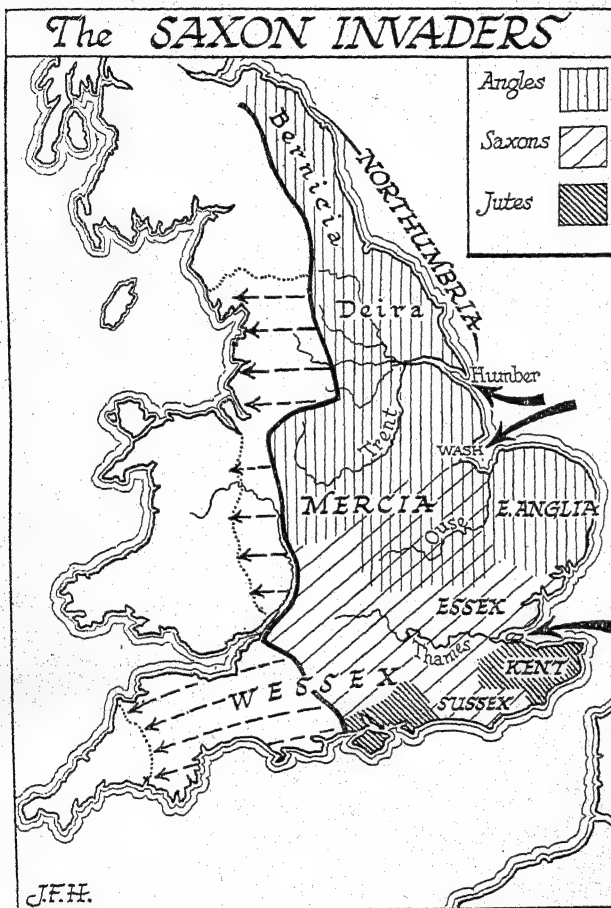 The SAXON INVADERS
Angles
Saxons
Jutes
Bernicia
NORTHUMBRIA
Deira
Humber
Trent
WASH
MERCIA
E. ANGLIA
Ouse
ESSEX
Thames
KENT
WESSEX
SUSSEX
J.F.H.